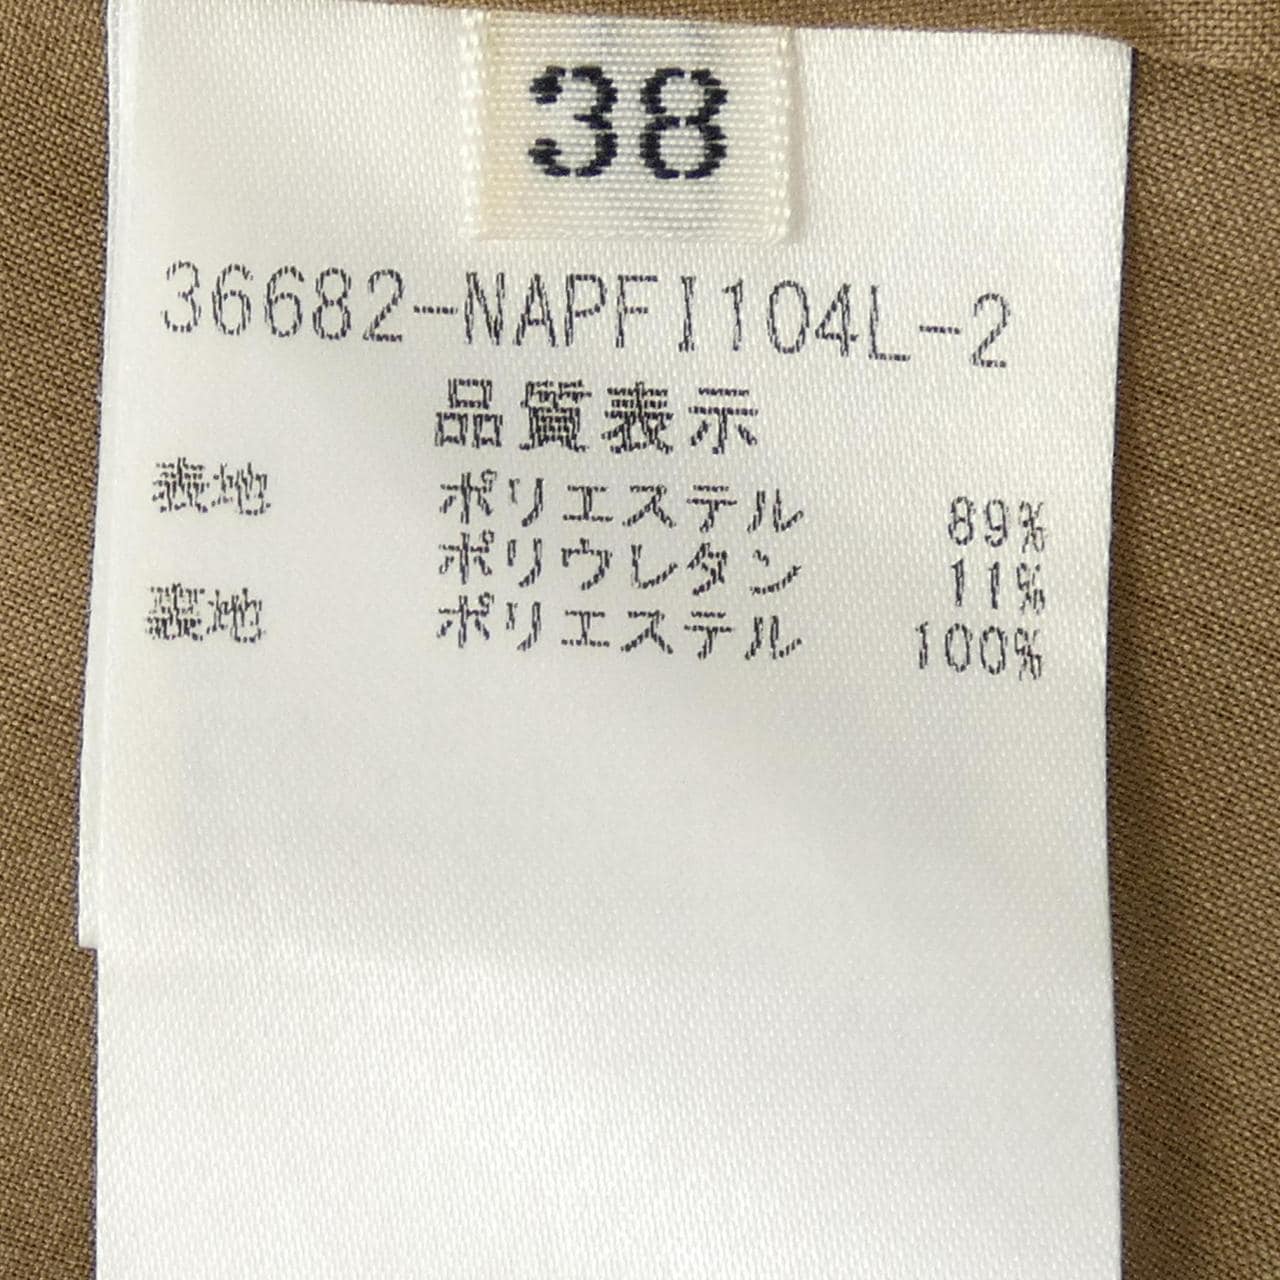 38
36682-NAPFI104L-2
品質表示
表地 ポリエステル 89%
ポリウレタン 11%
裏地 ポリエステル 100%